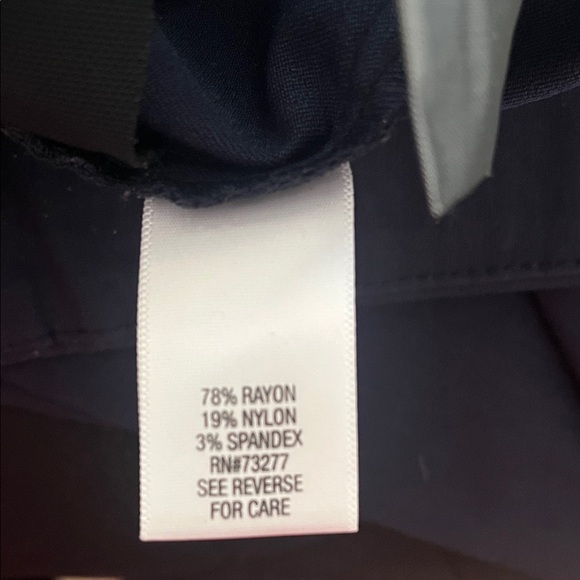 78% RAYON
19% NYLON
3% SPANDEX
RN#73277
SEE REVERSE
FOR CARE